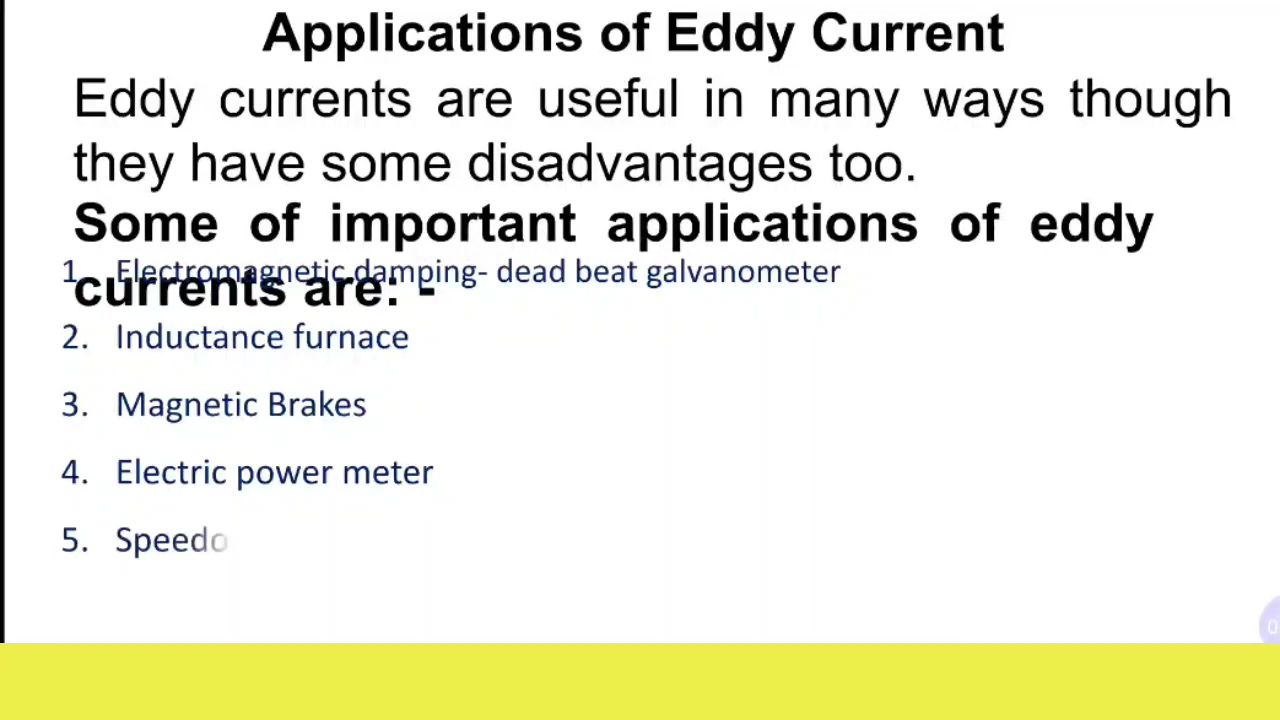 Applications of Eddy Current
Eddy currents are useful in many ways though
they have some disadvantages too.
Some of important applications of eddy
currents are: -
1. Electromagnetic damping- dead beat galvanometer
2. Inductance furnace
3. Magnetic Brakes
4. Electric power meter
5. Speedo